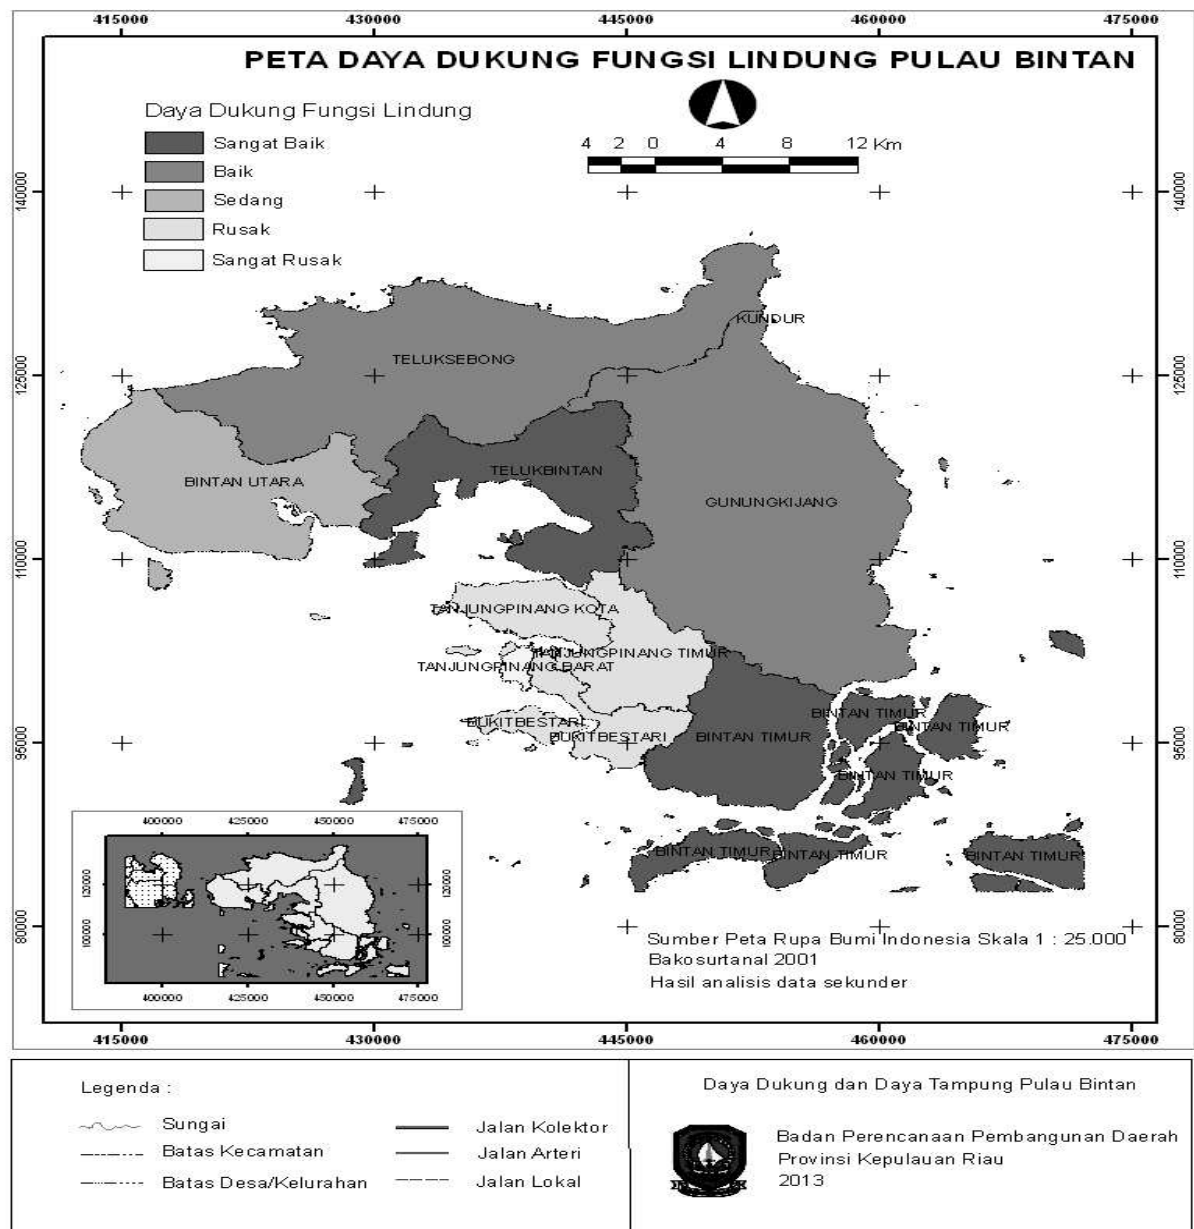 415000 430000 445000 460000 475000
PETA DAYA DUKUNG FUNGSI LINDUNG PULAU BINTAN
Daya Dukung Fungsi Lindung
Sangat Baik
Baik
Sedang
Rusak
Sangat Rusak
4 2 0 4 8 12 Km
140000 140000
125000 125000
110000 110000
95000 95000
80000 80000
KUNDUR
TELUKSEBONG
TELUKBINTAN
BINTAN UTARA
GUNUNGKIJANG
TANJUNGPINANG KOTA
TANJUNGPINANG TIMUR
TANJUNGPINANG BARAT
BUKITBESTARI
BUKITBESTARI
BINTAN TIMUR
BINTAN TIMUR
BINTAN TIMUR
BINTAN TIMUR
BINTAN TIMUR
BINTAN TIMUR
BINTAN TIMUR
400000 425000 450000 475000
120000 120000
100000 100000
400000 425000 450000 475000
Sumber Peta Rupa Bumi Indonesia Skala 1 : 25.000
Bakosurtanal 2001
Hasil analisis data sekunder
415000 430000 445000 460000 475000
Legenda :
Sungai
Batas Kecamatan
Batas Desa/Kelurahan
Jalan Kolektor
Jalan Arteri
Jalan Lokal
Daya Dukung dan Daya Tampung Pulau Bintan
Badan Perencanaan Pembangunan Daerah
Provinsi Kepulauan Riau
2013